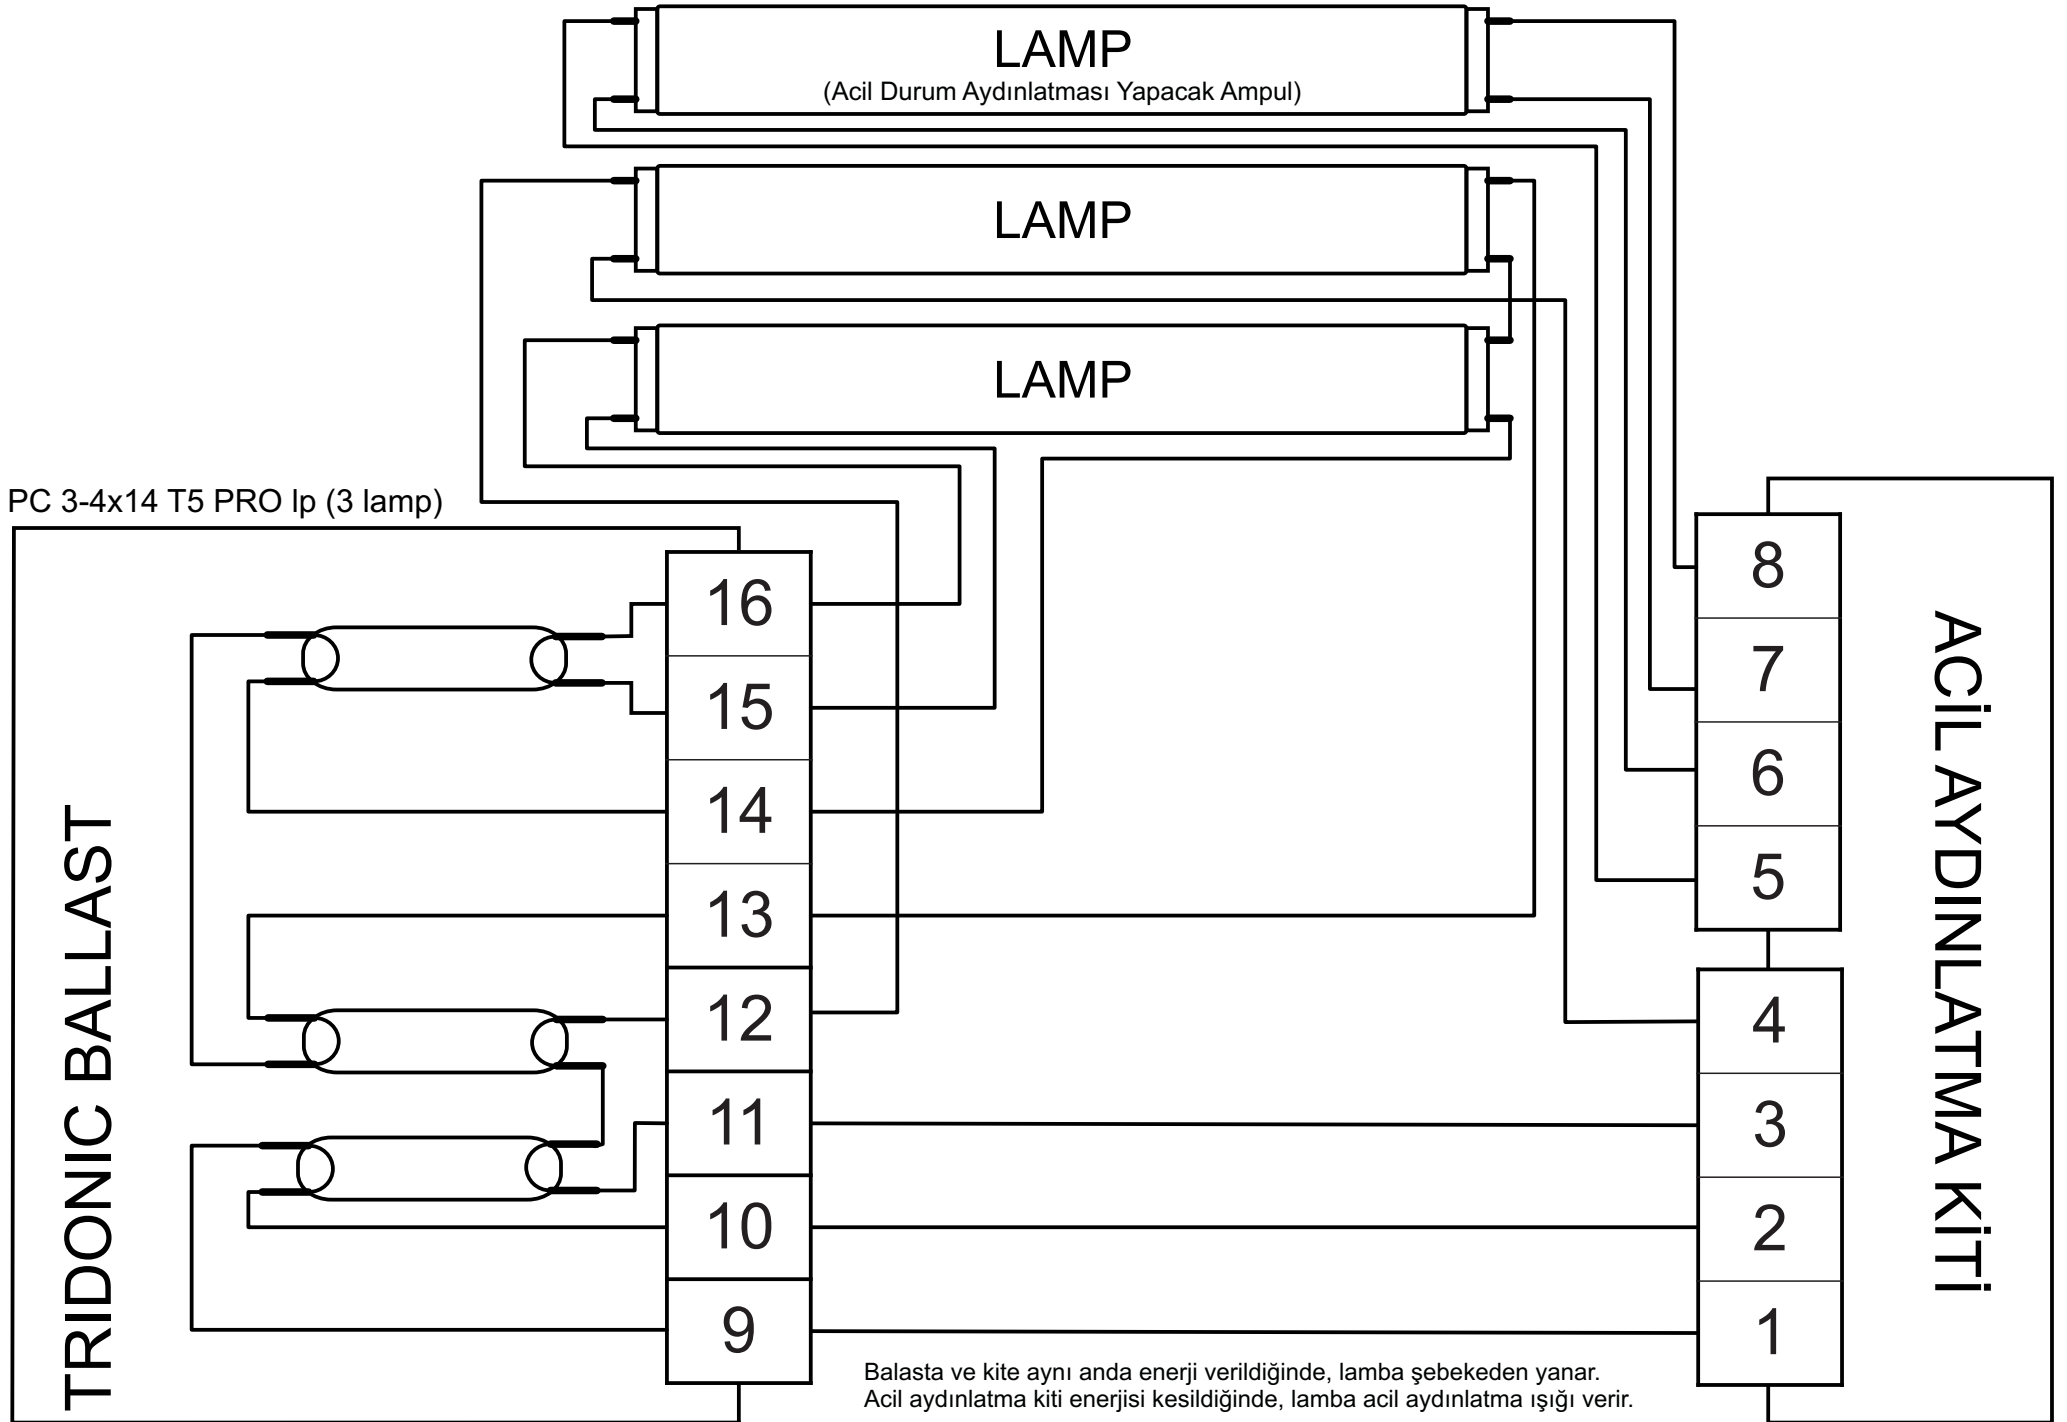 LAMP
(Acil Durum Aydınlatması Yapacak Ampul)
LAMP
LAMP
PC 3-4x14 T5 PRO lp (3 lamp)
TRIDONIC BALLAST
16
15
14
13
12
11
10
9
8
7
6
5
4
3
2
1
ACİL AYDINLATMA KİTİ
Balasta ve kite aynı anda enerji verildiğinde, lamba şebekeden yanar.
Acil aydınlatma kiti enerjisi kesildiğinde, lamba acil aydınlatma ışığı verir.